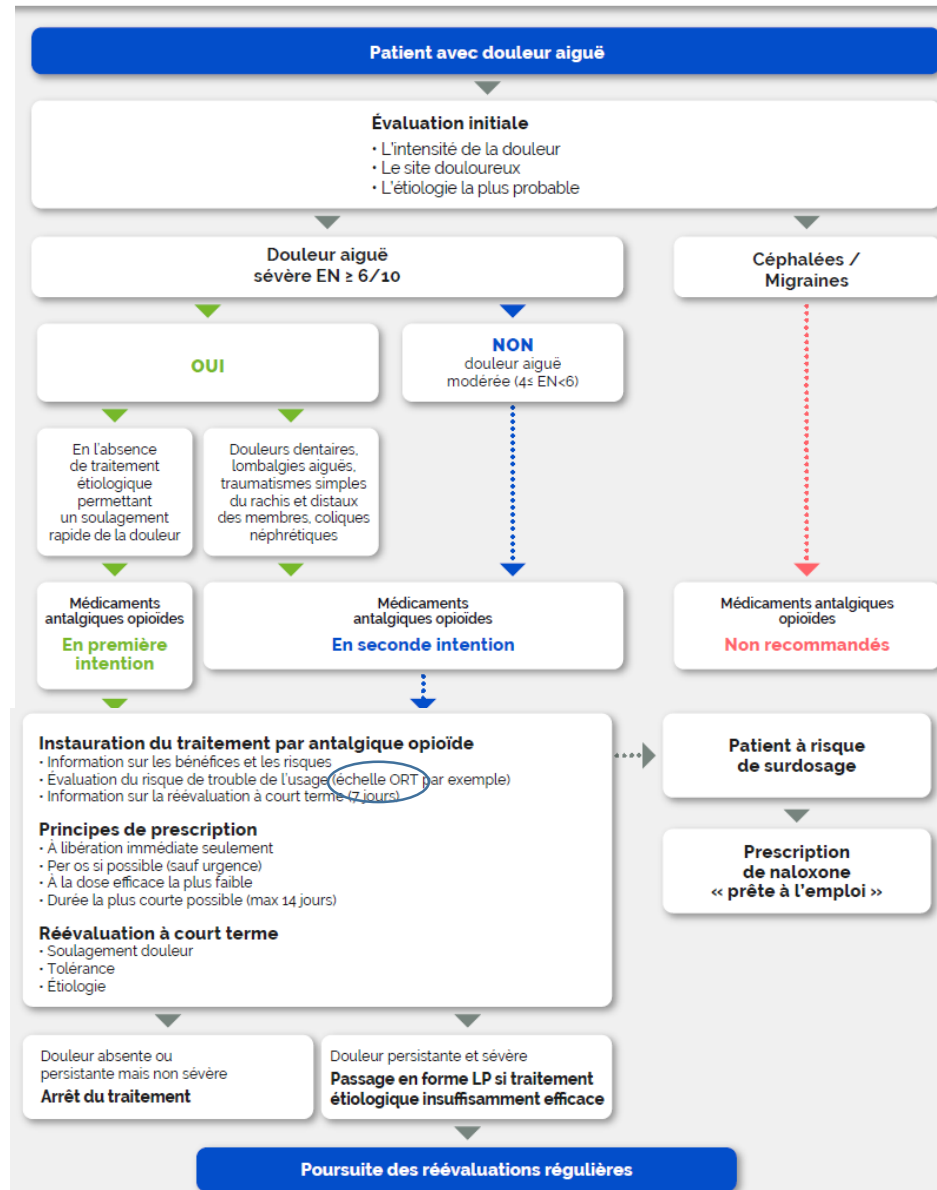 Patient avec douleur aiguë
Évaluation initiale
• L'intensité de la douleur
• Le site douloureux
• L'étiologie la plus probable
Douleur aiguë
sévère EN ≥ 6/10
Céphalées /
Migraines
OUI
NON
douleur aiguë
modérée (4≤ EN<6)
En l'absence
de traitement
étiologique
permettant
un soulagement
rapide de la douleur
Douleurs dentaires,
lombalgies aiguës,
traumatismes simples
du rachis et distaux
des membres, coliques
néphrétiques
Médicaments
antalgiques opioïdes
En première
intention
Médicaments
antalgiques opioïdes
En seconde intention
Médicaments antalgiques
opioïdes
Non recommandés
Instauration du traitement par antalgique opioïde
• Information sur les bénéfices et les risques
• Évaluation du risque de trouble de l'usage (échelle ORT par exemple)
• Information sur la réévaluation à court terme (7 jours)
Principes de prescription
• À libération immédiate seulement
• Per os si possible (sauf urgence)
• À la dose efficace la plus faible
• Durée la plus courte possible (max 14 jours)
Réévaluation à court terme
• Soulagement douleur
• Tolérance
• Étiologie
Patient à risque
de surdosage
Prescription
de naloxone
« prête à l'emploi »
Douleur absente ou
persistante mais non sévère
Arrêt du traitement
Douleur persistante et sévère
Passage en forme LP si traitement
étiologique insuffisamment efficace
Poursuite des réévaluations régulières